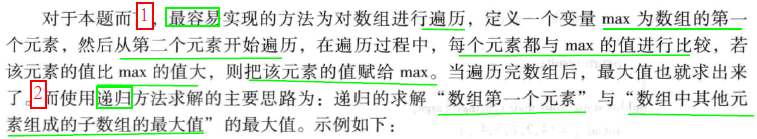 对于本题而1，最容易实现的方法为对数组进行遍历，定义一个变量 max 为数组的第一
个元素，然后从第二个元素开始遍历，在遍历过程中，每个元素都与 max 的值进行比较，若
该元素的值比 max 的值大，则把该元素的值赋给 max。当遍历完数组后，最大值也就求出来
了。2而使用递归方法求解的主要思路为：递归的求解“数组第一个元素”与“数组中其他元
素组成的子数组的最大值”的最大值。示例如下：